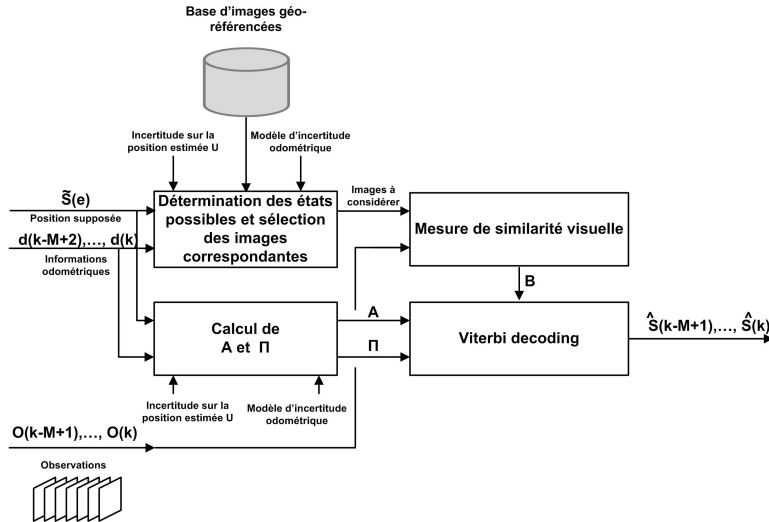 Base d'images géo-
référencées
Incertitude sur la
position estimée U
Modèle d'incertitude
odométrique
S̃(e)
Position supposée
d(k-M+2),..., d(k)
Informations
odométriques
Détermination des états
possibles et sélection
des images
correspondantes
Images à
considérer
Mesure de similarité visuelle
B
Calcul de
A et Π
A
Π
Viterbi decoding
Ŝ(k-M+1),..., Ŝ(k)
Incertitude sur la
position estimée U
Modèle d'incertitude
odométrique
O(k-M+1),..., O(k)
Observations